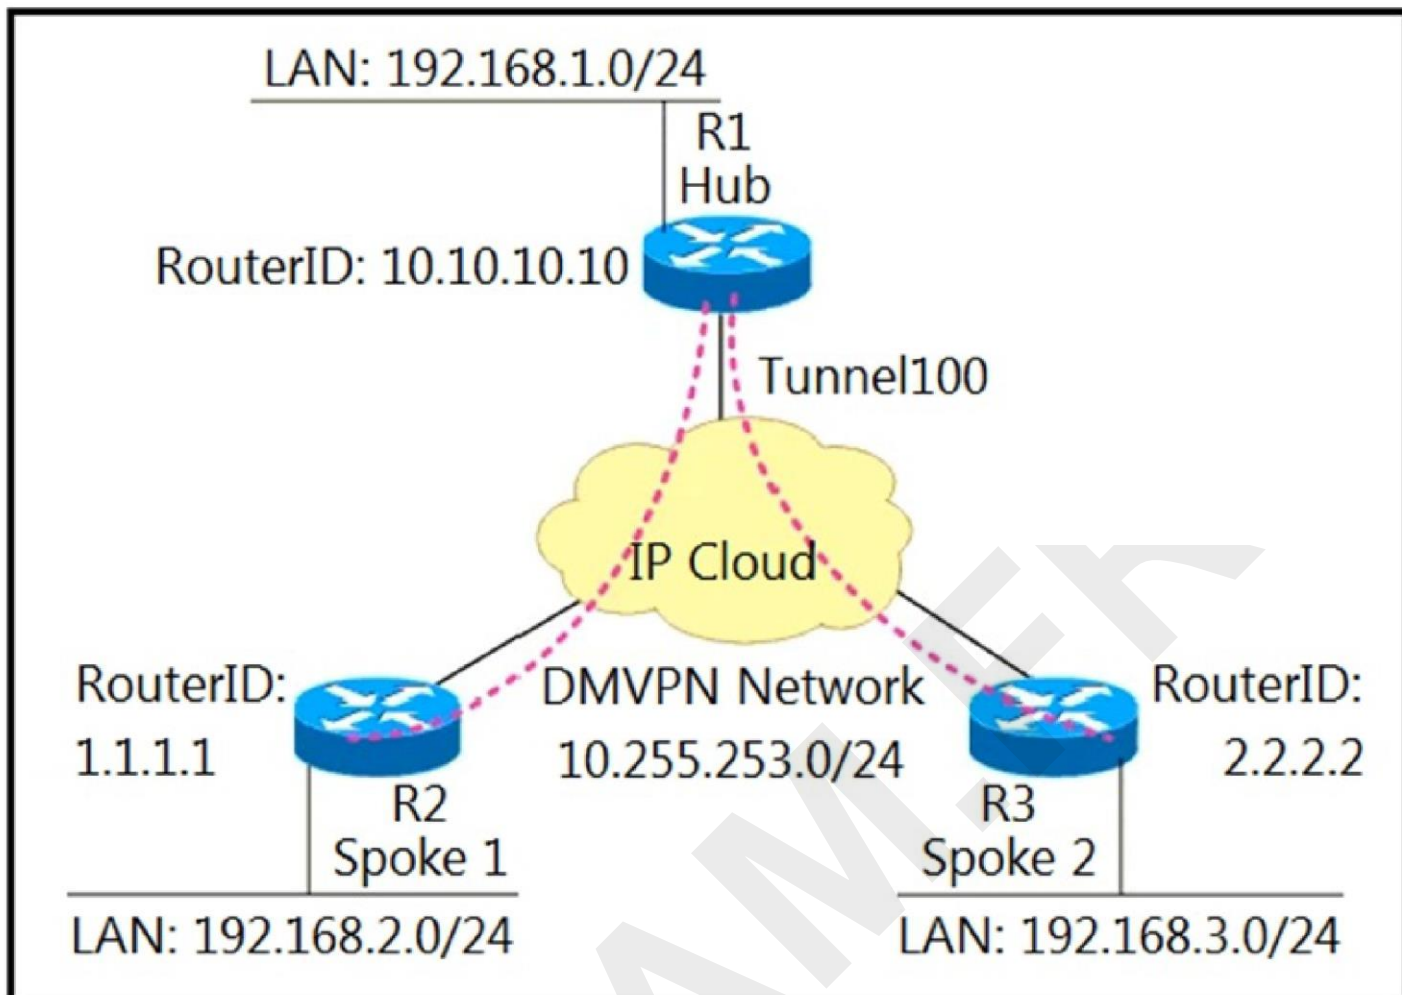 LAN: 192.168.1.0/24
R1
Hub
RouterID: 10.10.10.10
Tunnel100
IP Cloud
RouterID:
1.1.1.1
DMVPN Network
10.255.253.0/24
RouterID:
2.2.2.2
R2
Spoke 1
R3
Spoke 2
LAN: 192.168.2.0/24
LAN: 192.168.3.0/24